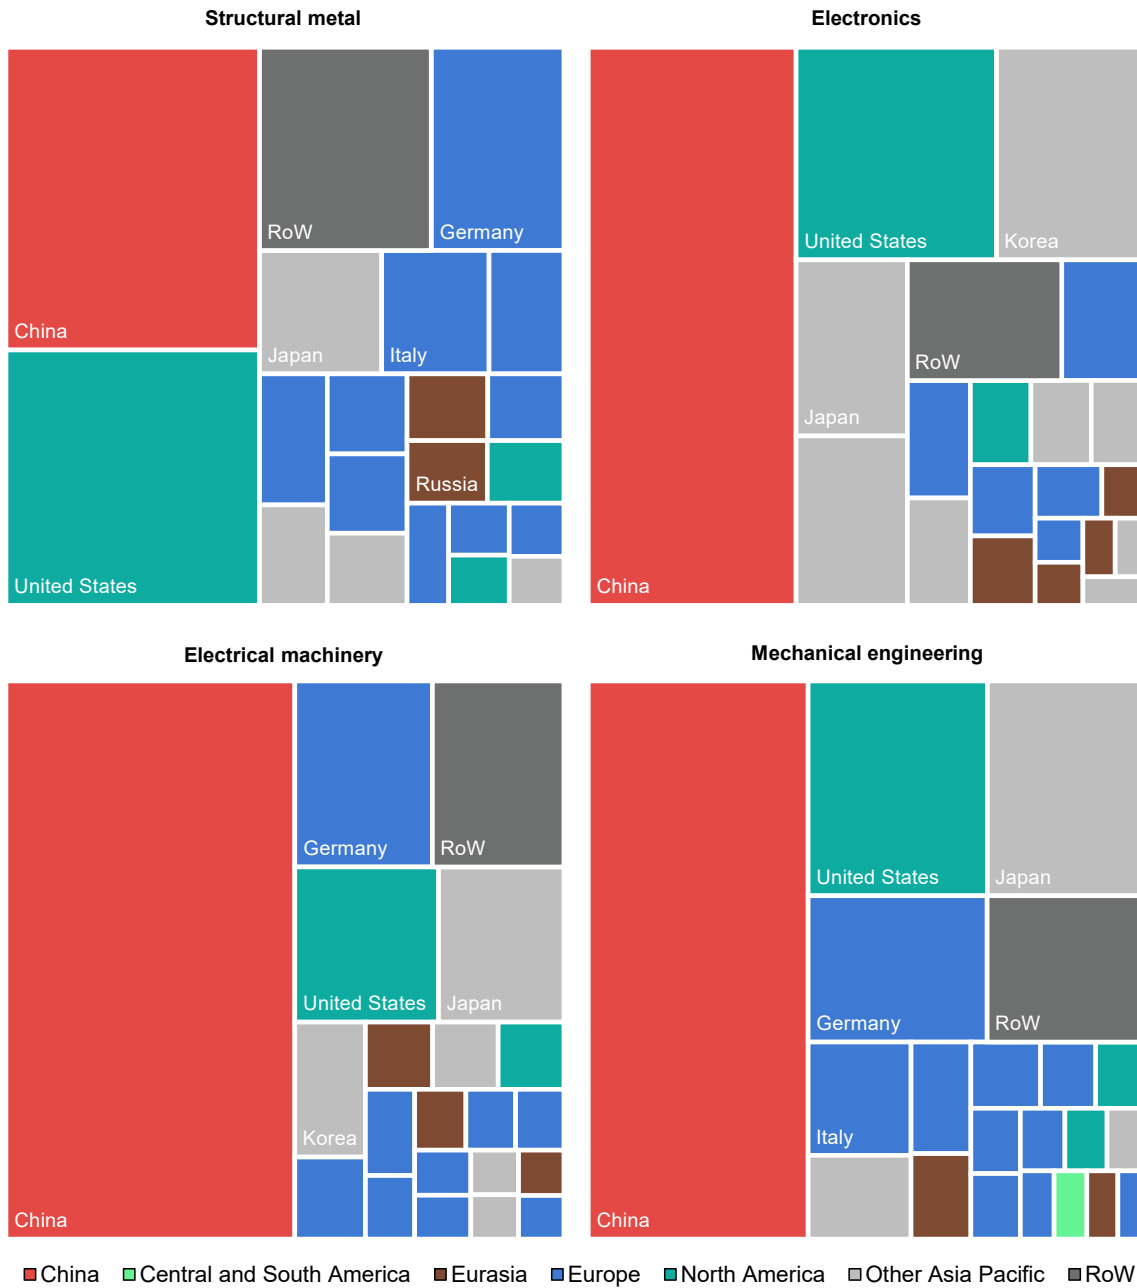 Structural metal
Electronics
RoW
Germany
China
Japan
Italy
Russia
United States
United States
Korea
RoW
Japan
China
Electrical machinery
Mechanical engineering
Germany
RoW
United States
Japan
Korea
China
United States
Japan
Germany
RoW
Italy
China
China Central and South America Eurasia Europe North America Other Asia Pacific RoW